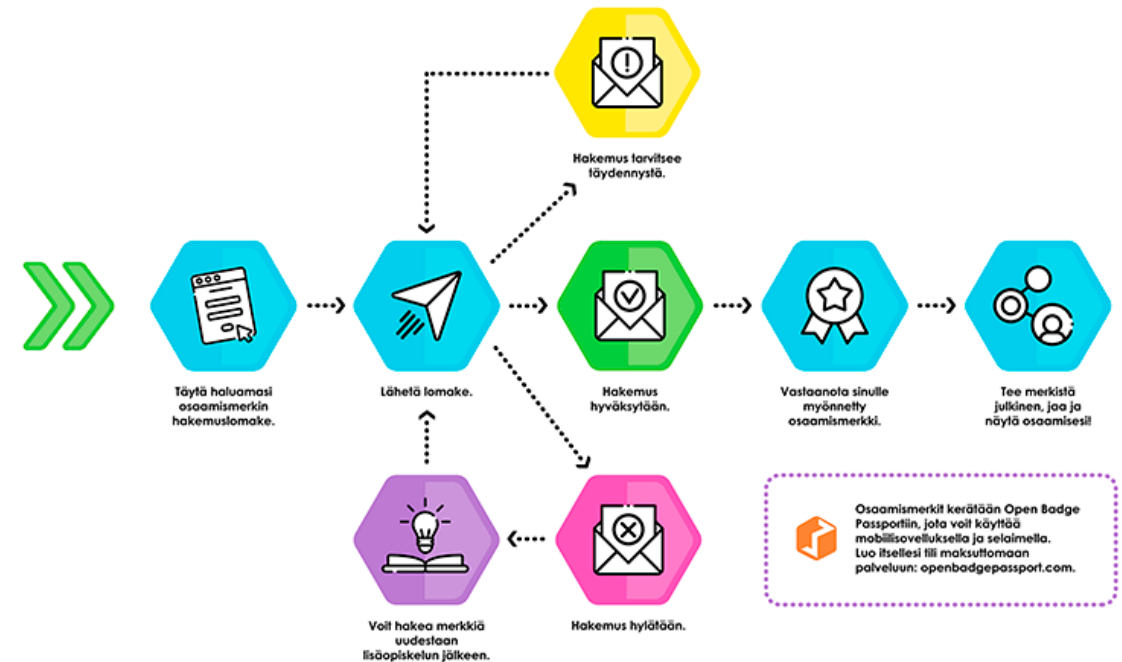 Hakemus tarvitsee
täydennystä.
Täytä haluamasi
osaamismerkin
hakemuslomake.
Lähetä lomake.
Hakemus
hyväksytään.
Vastaanota sinulle
myönnetty
osaamismerkki.
Tee merkistä
julkinen, jaa ja
näytä osaamisesi!
Voit hakea merkkiä
uudestaan
lisäopiskelun jälkeen.
Hakemus hylätään.
Osaamismerkit kerätään Open Badge
Passportiin, jota voit käyttää
mobiilisovelluksella ja selaimella.
Luo itsellesi tili maksuttomaan
palveluun: openbadgepassport.com.